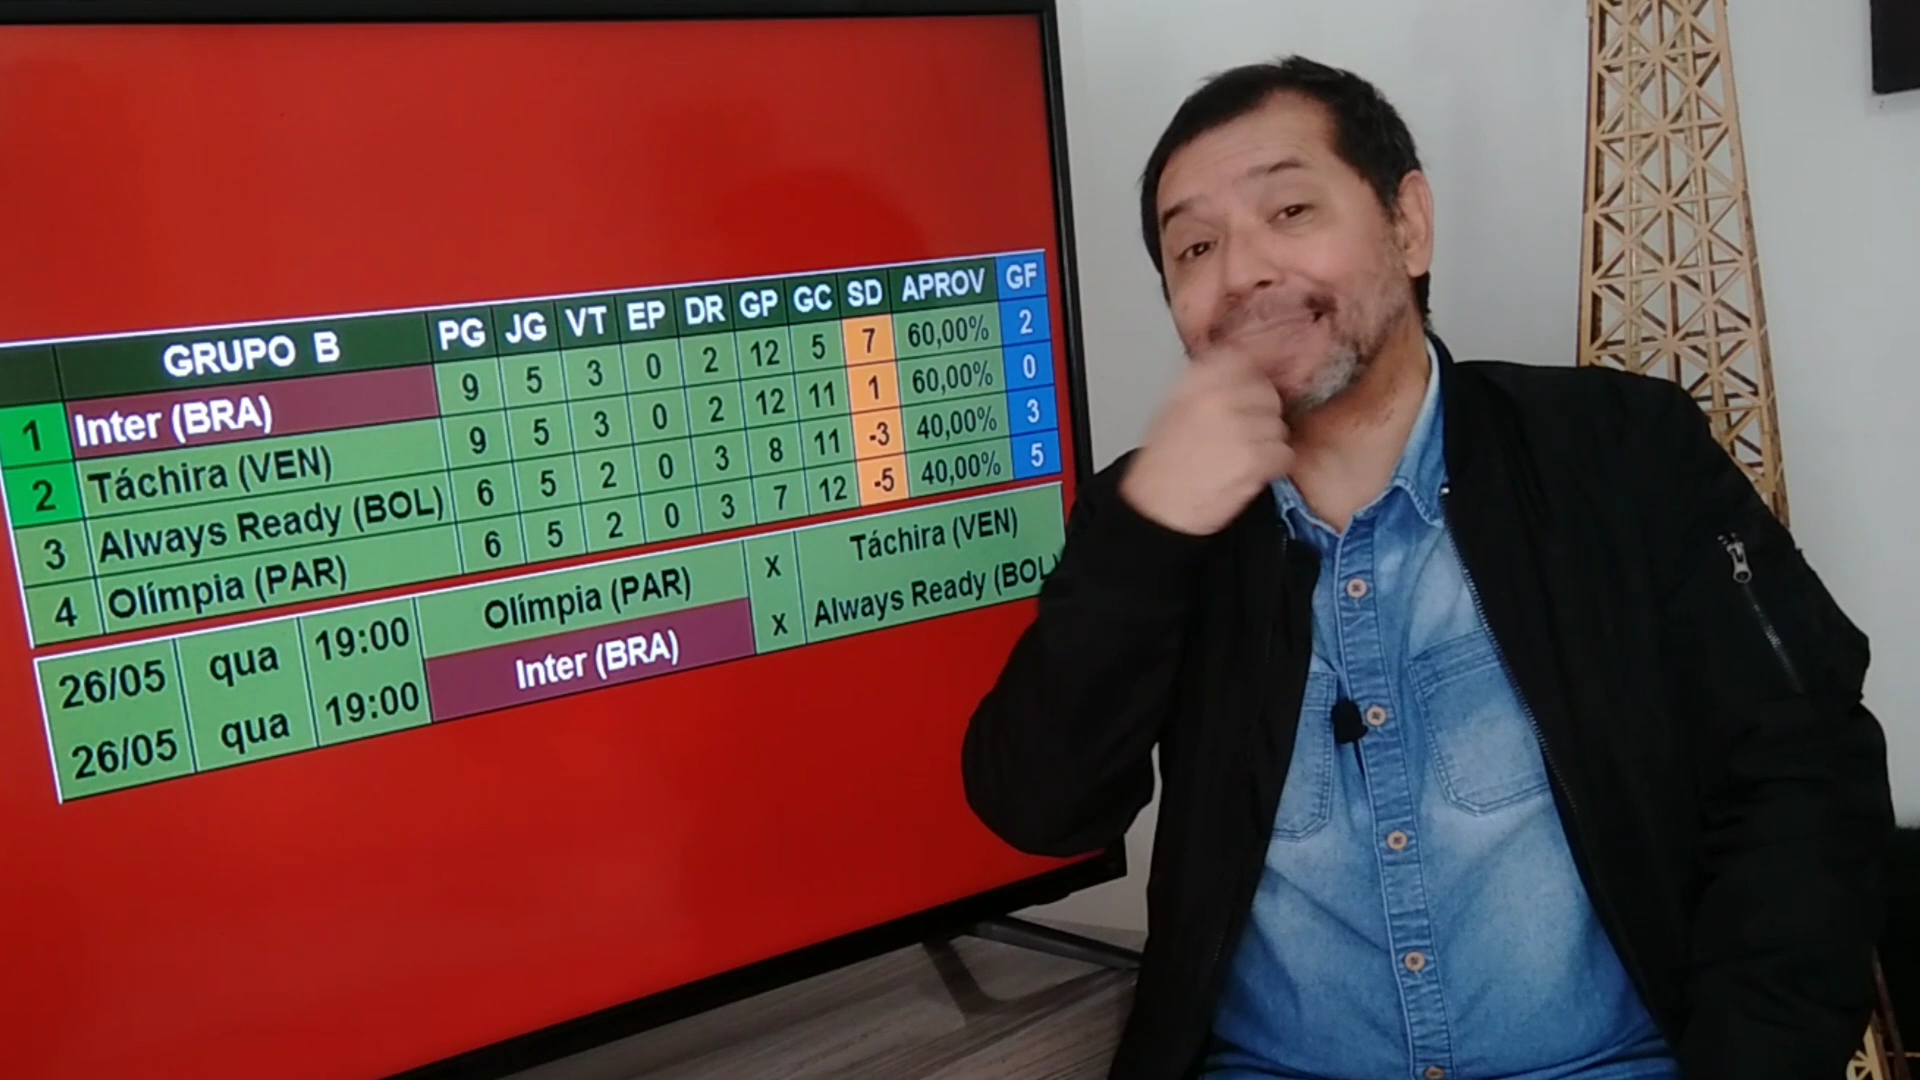 GRUPO B PG JG VT EP DR GP GC SD APROV GF
1 Inter (BRA) 9 5 3 0 2 12 5 7 60,00% 2
2 Táchira (VEN) 9 5 3 0 2 12 11 1 60,00% 0
3 Always Ready (BOL) 6 5 2 0 3 8 11 -3 40,00% 3
4 Olímpia (PAR) 6 5 2 0 3 7 12 -5 40,00% 5
26/05 qua 19:00 Olímpia (PAR) x Táchira (VEN)
26/05 qua 19:00 Inter (BRA) x Always Ready (BOL)